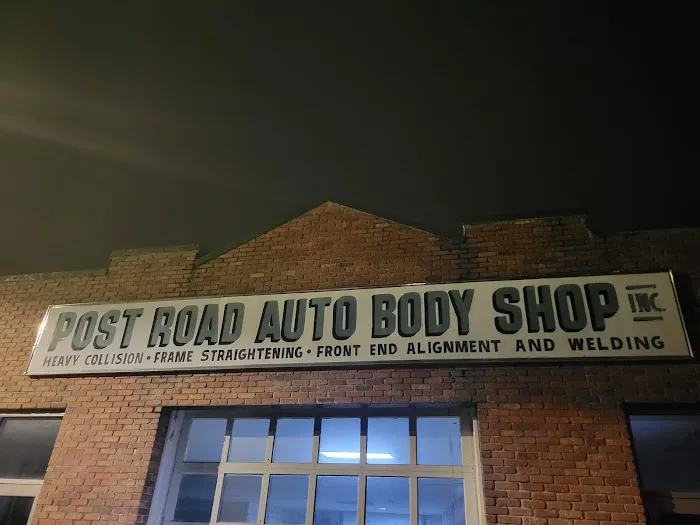 POST ROAD AUTO BODY SHOP INC.
HEAVY COLLISION • FRAME STRAIGHTENING • FRONT END ALIGNMENT AND WELDING